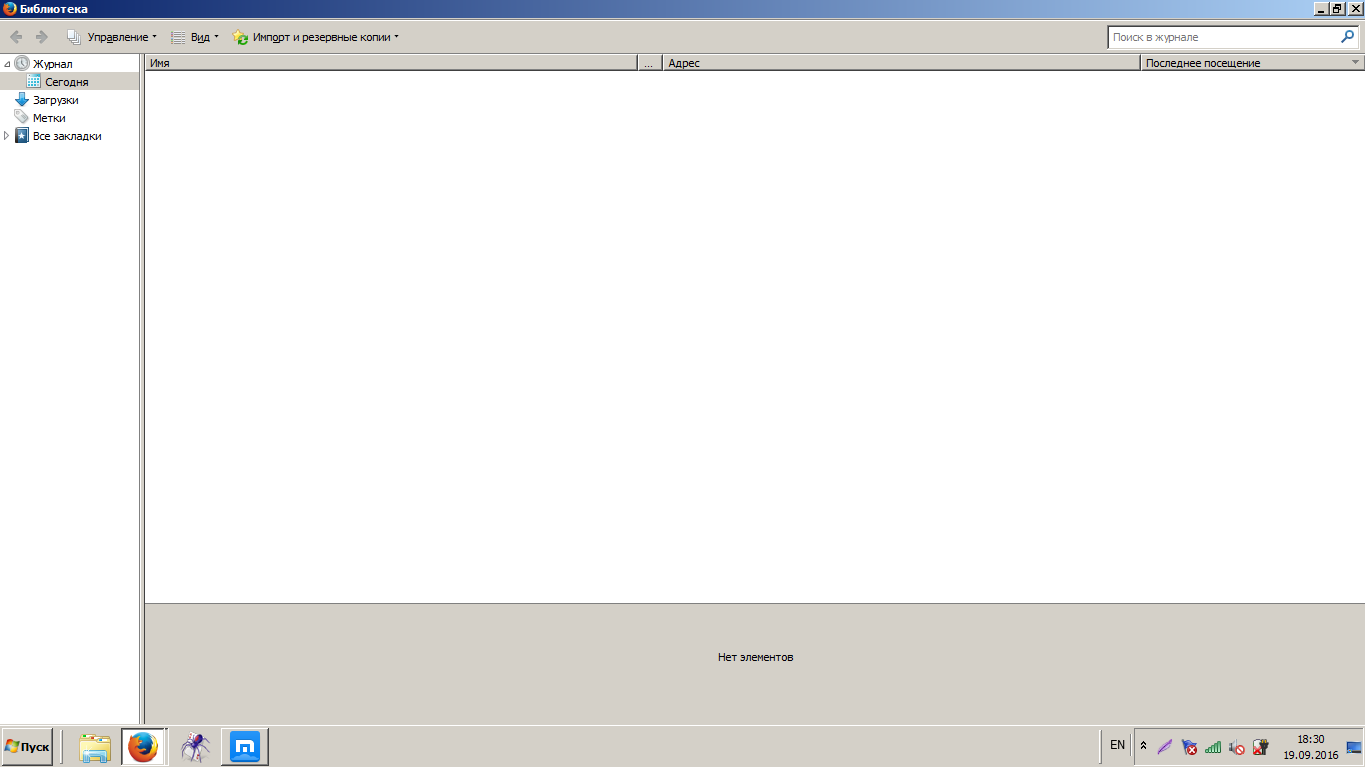 Библиотека
Управление Вид Импорт и резервные копии Поиск в журнале
Журнал
Сегодня
Загрузки
Метки
Все закладки
Имя ... Адрес Последнее посещение
Нет элементов
Пуск EN 18:30
19.09.2016